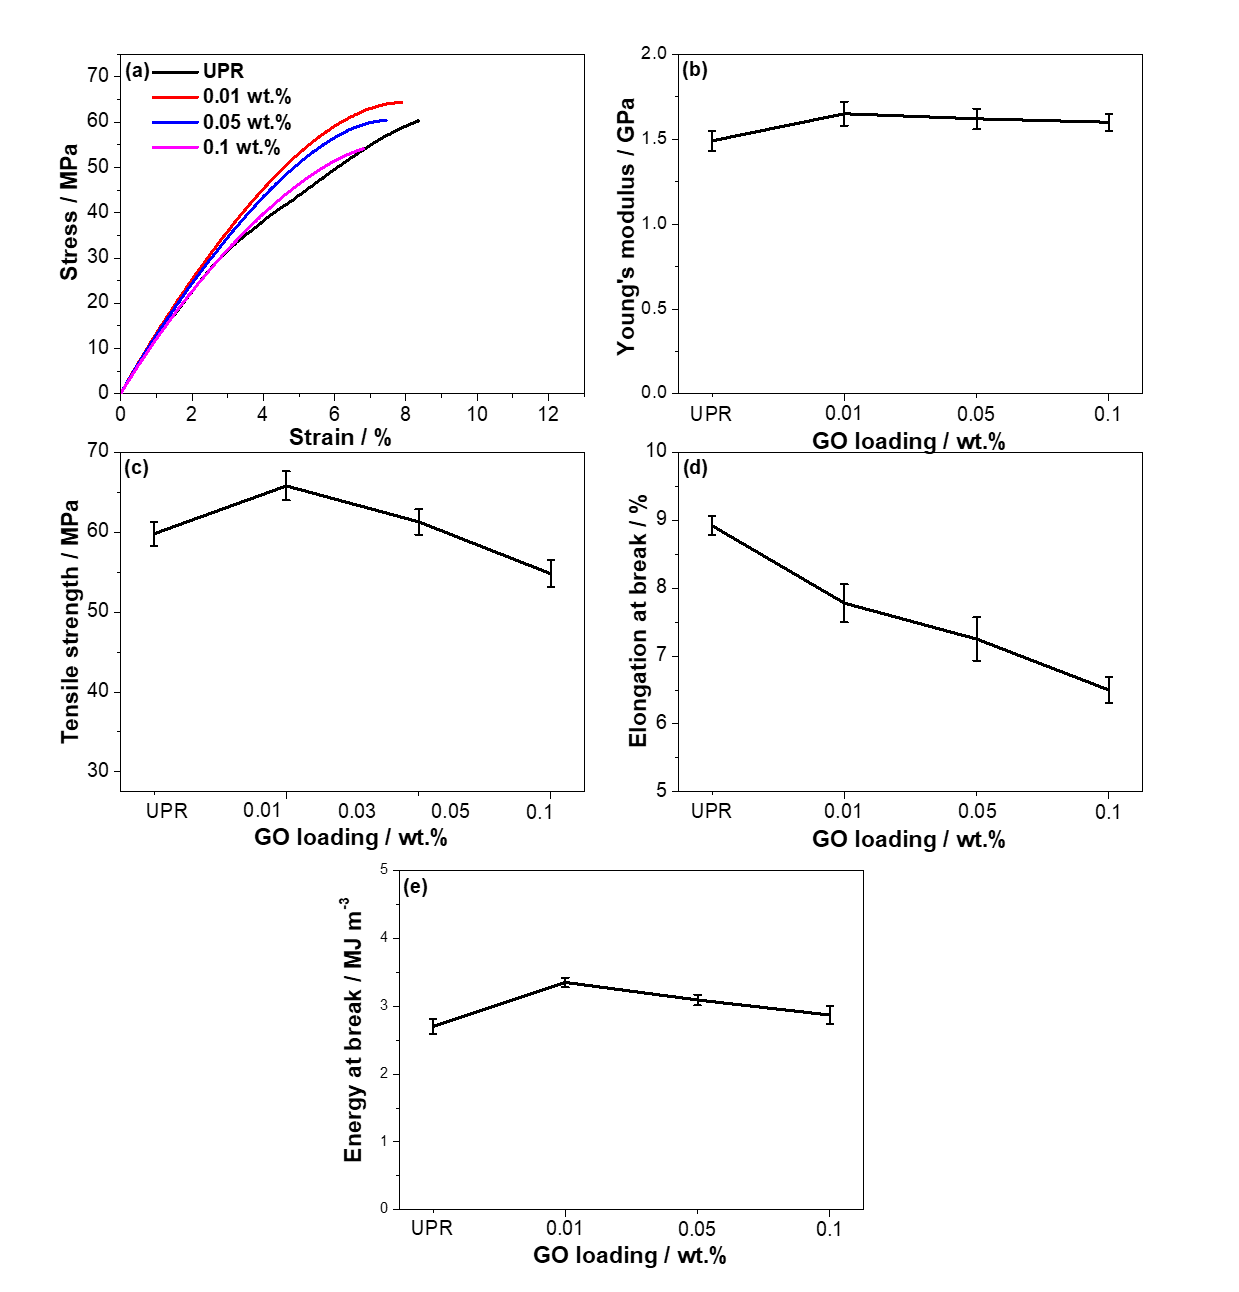 (a)
UPR
0.01 wt.%
0.05 wt.%
0.1 wt.%
70
60
50
40
30
20
10
0
Stress / MPa
0 2 4 6 8 10 12
Strain / %
(b)
2.0
1.5
1.0
0.5
0.0
Young's modulus / GPa
UPR 0.01 0.05 0.1
GO loading / wt.%
(c)
70
60
50
40
30
Tensile strength / MPa
UPR 0.01 0.03 0.05 0.1
GO loading / wt.%
(d)
10
9
8
7
6
5
Elongation at break / %
UPR 0.01 0.05 0.1
GO loading / wt.%
(e)
5
4
3
2
1
0
Energy at break / MJ m⁻³
UPR 0.01 0.05 0.1
GO loading / wt.%